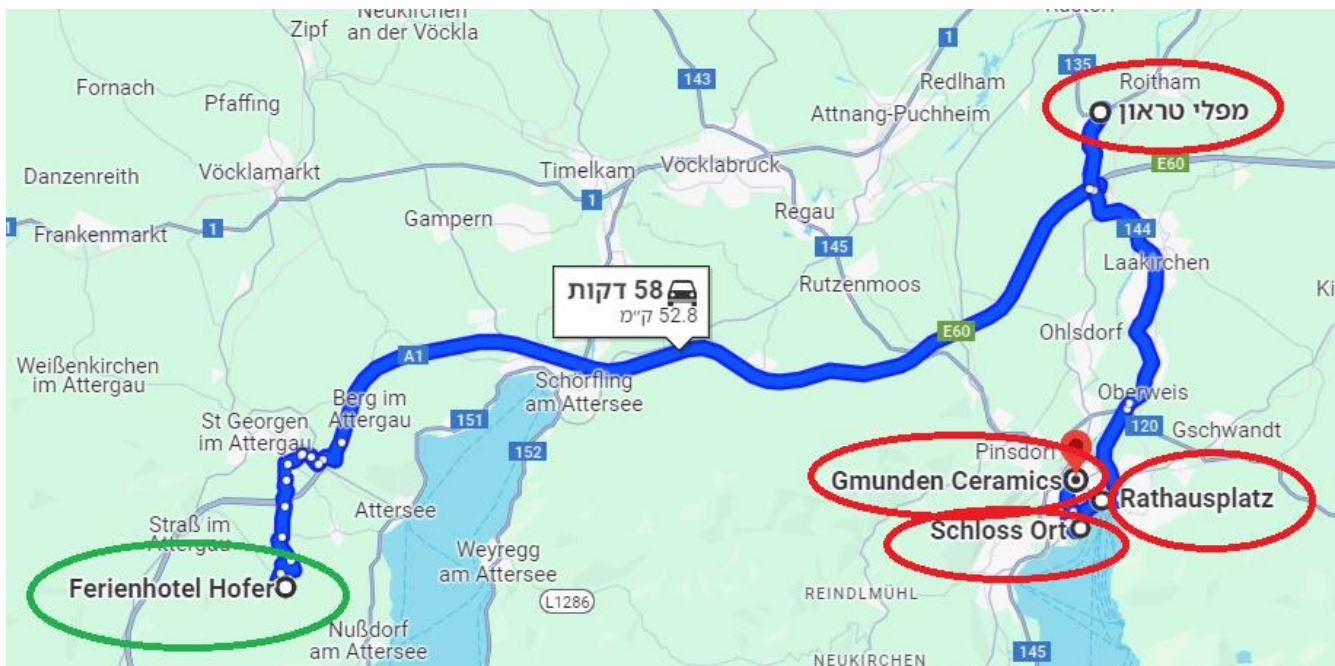 Neukirchen
an der Vöckla
Zipf
1
143
135
Fornach
Pfaffing
Redlham
Roitham
Attnang-Puchheim
מפלי טראון
E60
Danzenreith
Vöcklamarkt
Timelkam
Vöcklabruck
1
Regau
Gampern
1
Frankenmarkt
1
145
144
Laakirchen
58 דקות
52.8 ק"מ
Rutzenmoos
E60
Ohlsdorf
A1
Weißenkirchen
im Attergau
Schörfling
am Attersee
Berg im
Attergau
Oberweis
St Georgen
im Attergau
151
152
120
Gschwandt
Pinsdorf
Gmunden Ceramics
Rathausplatz
Attersee
Straß im
Attergau
Schloss Ort
Weyregg
am Attersee
Ferienhotel Hofer
L1286
REINDLMÜHL
Nußdorf
am Attersee
145
NEUKIRCHEN